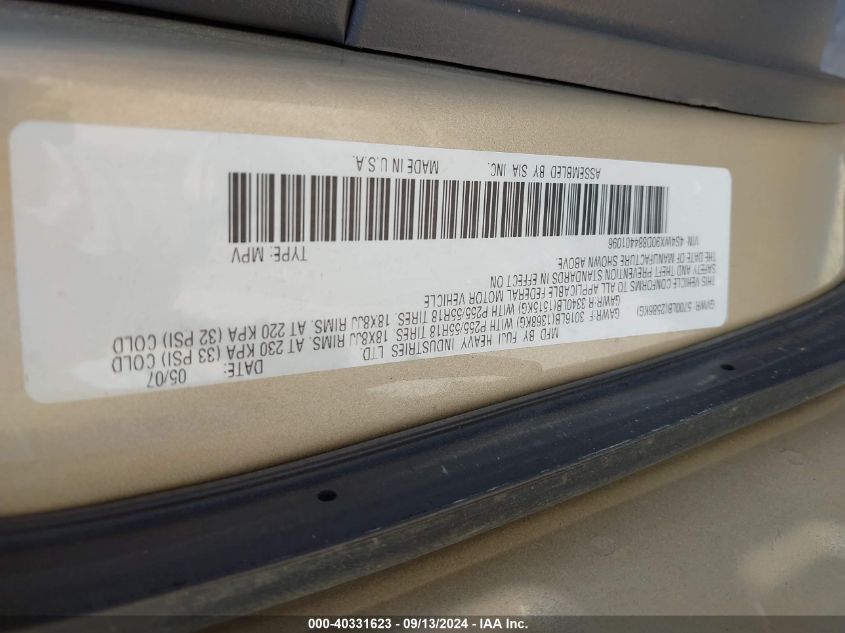 MFD BY FUJI HEAVY INDUSTRIES LTD. DATE: 05/07
GVWR: 5700LB(2586KG)
GAWR-F: 3016LB(1368KG) WITH P255/55R18 TIRES. 18X8JJ RIMS. AT 230 KPA (33 PSI) COLD
GAWR-R: 3340LB(1515KG) WITH P255/55R18 TIRES. 18X8JJ RIMS. AT 220 KPA (32 PSI) COLD
THIS VEHICLE CONFORMS TO ALL APPLICABLE FEDERAL MOTOR VEHICLE
SAFETY AND THEFT PREVENTION STANDARDS IN EFFECT ON
THE DATE OF MANUFACTURE SHOWN ABOVE.
VIN: 4S4WX90D884401096 TYPE: MPV
ASSEMBLED BY SIA INC. MADE IN U.S.A.
000-40331623 - 09/13/2024 - IAA Inc.